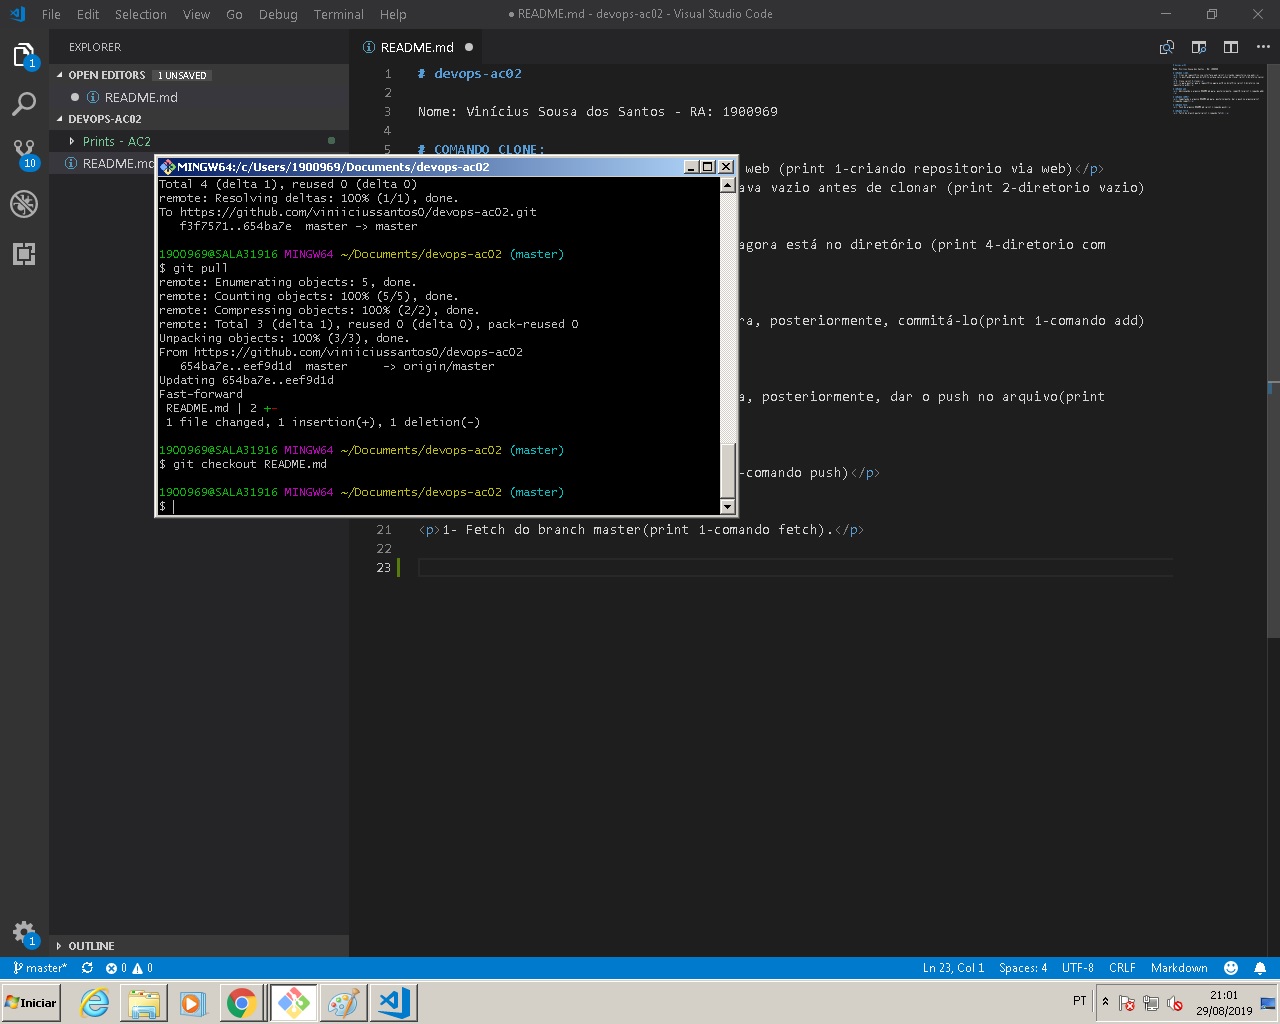 File Edit Selection View Go Debug Terminal Help
● README.md - devops-ac02 - Visual Studio Code
EXPLORER
README.md
OPEN EDITORS 1 UNSAVED
README.md
DEVOPS-AC02
Prints - AC2
README.md
1
10
1
OUTLINE
1 # devops-ac02
2
3 Nome: Vinícius Sousa dos Santos - RA: 1900969
4
5 # COMANDO CLONE:
web (print 1-criando repositorio via web)</p>
ava vazio antes de clonar (print 2-diretorio vazio)
agora está no diretório (print 4-diretorio com
ra, posteriormente, commitá-lo(print 1-comando add)
a, posteriormente, dar o push no arquivo(print
-comando push)</p>
21 <p>1- Fetch do branch master(print 1-comando fetch).</p>
22
23
MINGW64:/c/Users/1900969/Documents/devops-ac02
Total 4 (delta 1), reused 0 (delta 0)
remote: Resolving deltas: 100% (1/1), done.
To https://github.com/viniiciussantos0/devops-ac02.git
f3f7571..654ba7e master -> master
1900969@SALA31916 MINGW64 ~/Documents/devops-ac02 (master)
$ git pull
remote: Enumerating objects: 5, done.
remote: Counting objects: 100% (5/5), done.
remote: Compressing objects: 100% (2/2), done.
remote: Total 3 (delta 1), reused 0 (delta 0), pack-reused 0
Unpacking objects: 100% (3/3), done.
From https://github.com/viniiciussantos0/devops-ac02
654ba7e..eef9d1d master -> origin/master
Updating 654ba7e..eef9d1d
Fast-forward
README.md | 2 +-
1 file changed, 1 insertion(+), 1 deletion(-)
1900969@SALA31916 MINGW64 ~/Documents/devops-ac02 (master)
$ git checkout README.md
1900969@SALA31916 MINGW64 ~/Documents/devops-ac02 (master)
$
master* 0 0 Ln 23, Col 1 Spaces: 4 UTF-8 CRLF Markdown
Iniciar
PT
21:01
29/08/2019